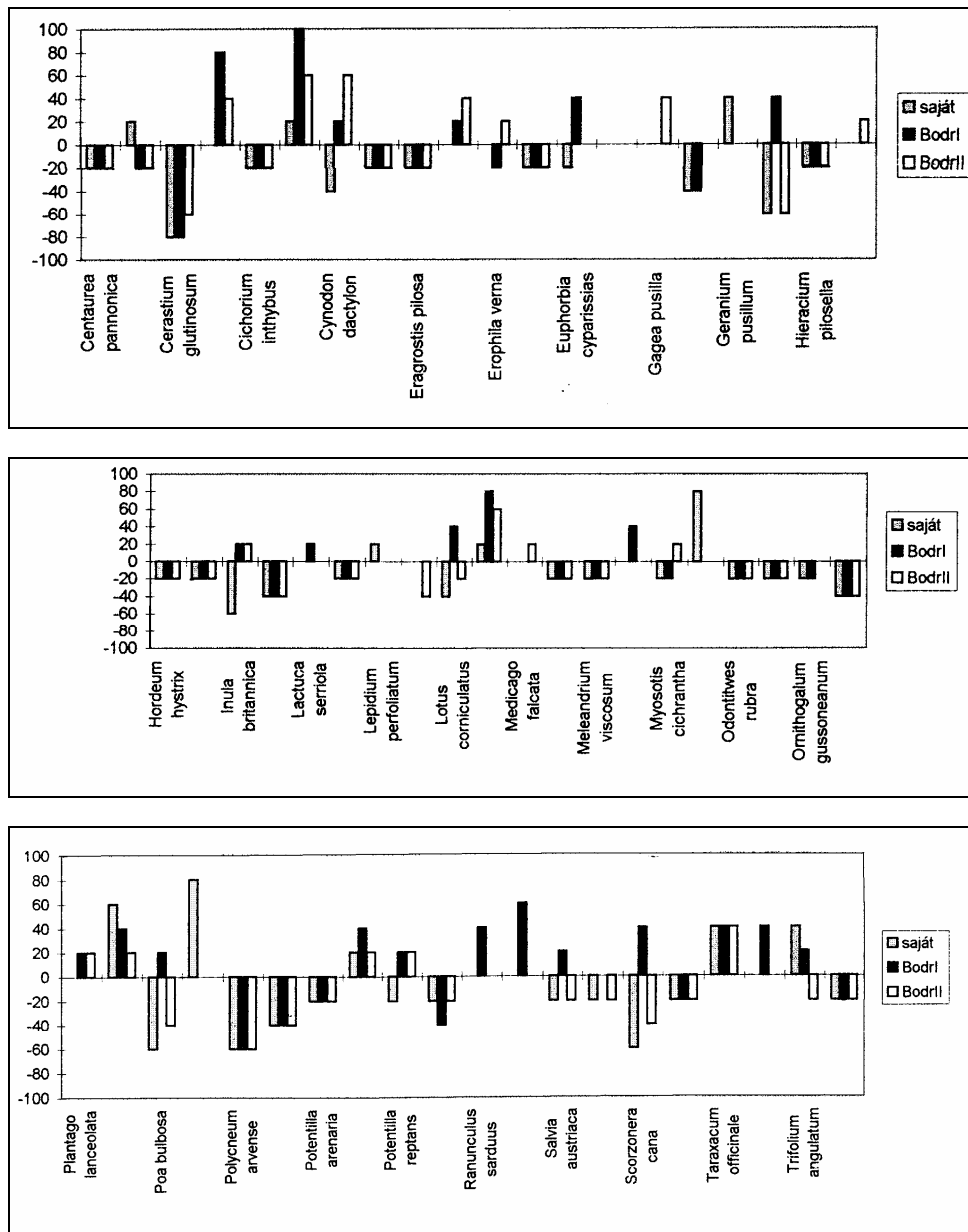 100
80
60
40
20
0
-20
-40
-60
-80
-100
Centaurea
pannonica
Cerastium
glutinosum
Cichorium
inthybus
Cynodon
dactylon
Eragrostis pilosa
Erophila verna
Euphorbia
cyparissias
Gagea pusilla
Geranium
pusillum
Hieracium
pilosella
saját
BodrI
BodrII
100
80
60
40
20
0
-20
-40
-60
-80
-100
Hordeum
hystrix
Inula
britannica
Lactuca
serriola
Lepidium
perfoliatum
Lotus
corniculatus
Medicago
falcata
Meleandrium
viscosum
Myosotis
cichrantha
Odontitwes
rubra
Ornithogalum
gussoneanum
saját
BodrI
BodrII
100
80
60
40
20
0
-20
-40
-60
-80
-100
Plantago
lanceolata
Poa bulbosa
Polycneum
arvense
Potentilla
arenaria
Potentilla
reptans
Ranunculus
sarduus
Salvia
austriaca
Scorzonera
cana
Taraxacum
officinale
Trifolium
angulatum
saját
BodrI
BodrII